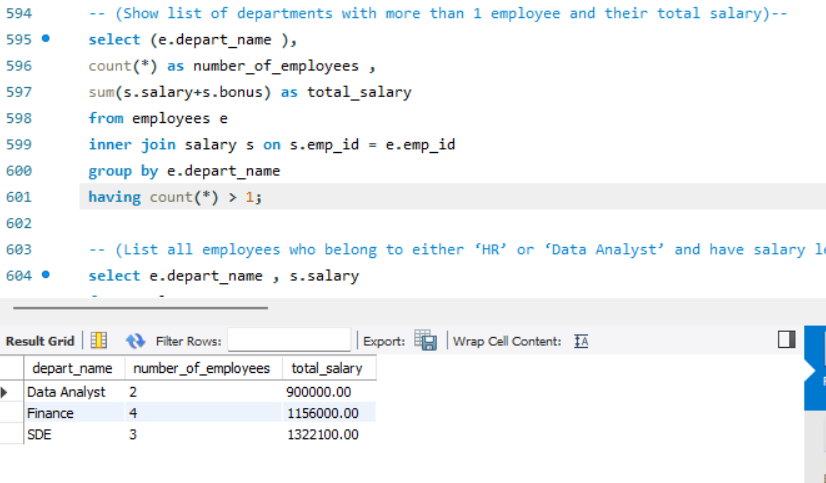 594 -- (Show list of departments with more than 1 employee and their total salary)--
595 select (e.depart_name ),
596 count(*) as number_of_employees ,
597 sum(s.salary+s.bonus) as total_salary
598 from employees e
599 inner join salary s on s.emp_id = e.emp_id
600 group by e.depart_name
601 having count(*) > 1;
602
603 -- (List all employees who belong to either ‘HR’ or ‘Data Analyst’ and have salary
604 select e.depart_name , s.salary
Result Grid Filter Rows: Export: Wrap Cell Content: IA
depart_name number_of_employees total_salary
Data Analyst 2 900000.00
Finance 4 1156000.00
SDE 3 1322100.00